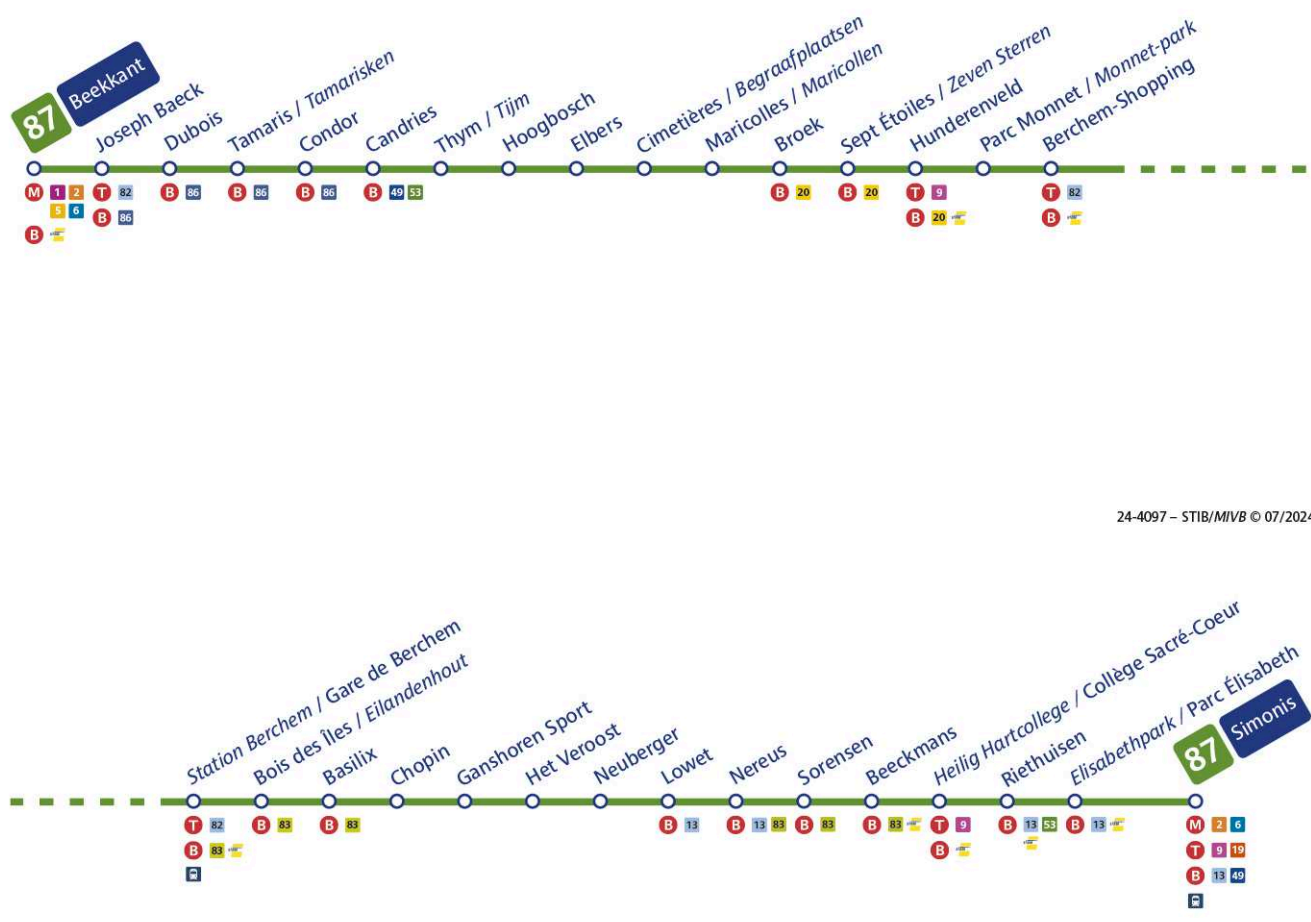 87 Beekkant
Joseph Baeck
Dubois
Tamaris / Tamarisken
Condor
Candries
Thym / Tijm
Hoogbosch
Elbers
Cimetières / Begraafplaatsen
Maricolles / Maricollen
Broek
Sept Étoiles / Zeven Sterren
Hunderenveld
Parc Monnet / Monnet-park
Berchem-Shopping
M 1 2 T 82 B 86 B 86 B 86 B 49 53 B 20 B 20 T 9 T 82
5 6 B 86 B 20 B
B
24-4097 – STIB/MIVB © 07/2024
Station Berchem / Gare de Berchem
Bois des Îles / Eilandenhout
Basilix
Chopin
Ganshoren Sport
Het Veroost
Neuberger
Lowet
Nereus
Sorensen
Beeckmans
Heilig Hartcollege / Collège Sacré-Coeur
Riethuisen
Elisabethpark / Parc Élisabeth
87 Simonis
T 82 B 83 B 83 B 13 B 13 83 B 83 B 83 T 9 B 13 53 B 13 M 2 6
B 83 B T 9 19
B 13 49